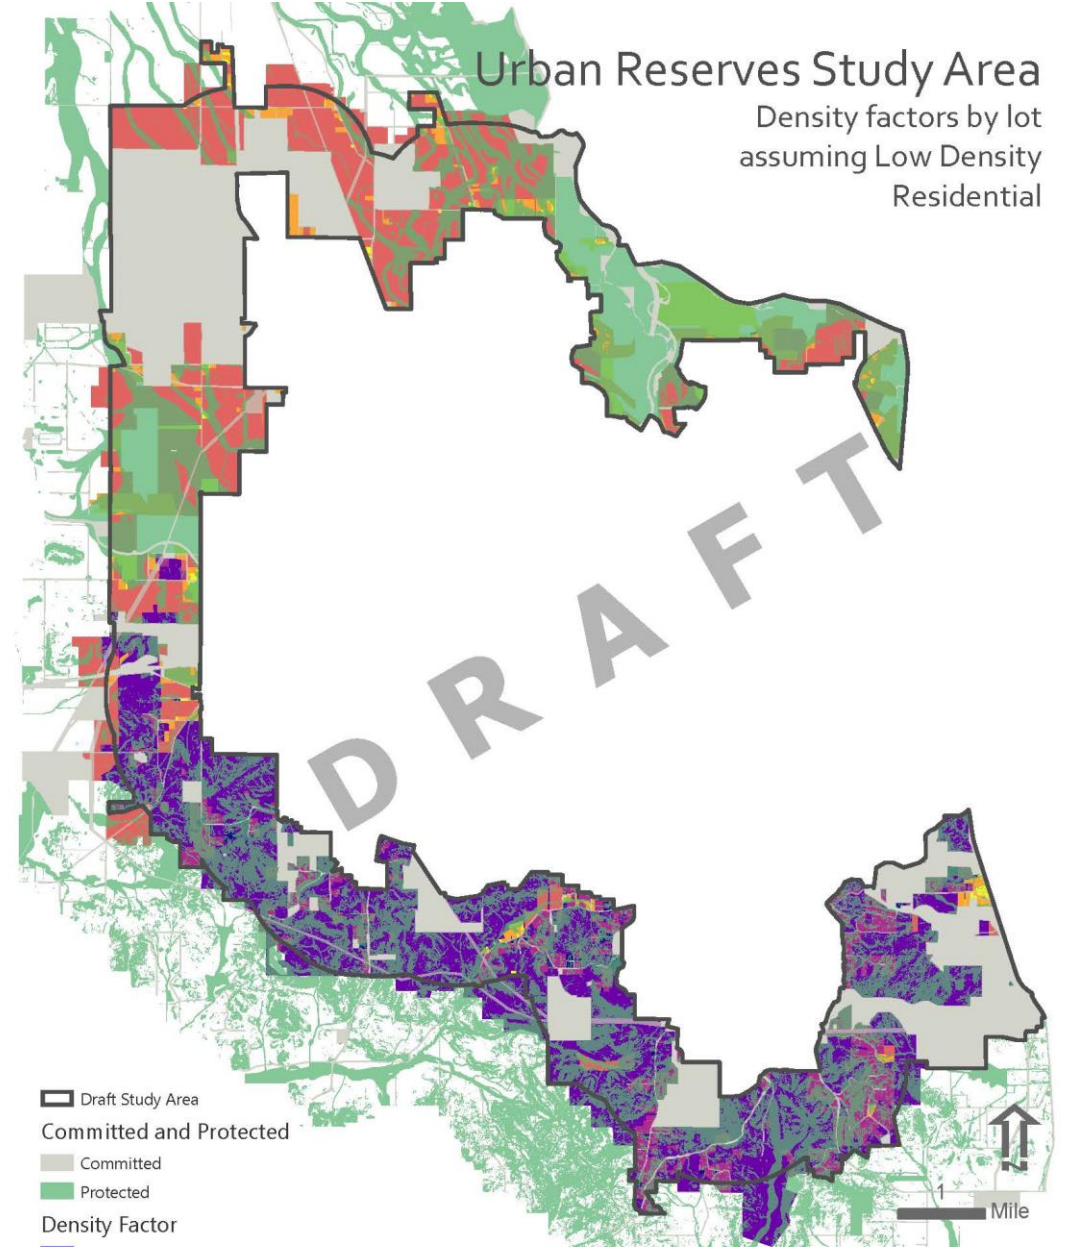 Urban Reserves Study Area
Density factors by lot
assuming Low Density
Residential
DRAFT
Draft Study Area
Committed and Protected
Committed
Protected
Density Factor
N
1
Mile